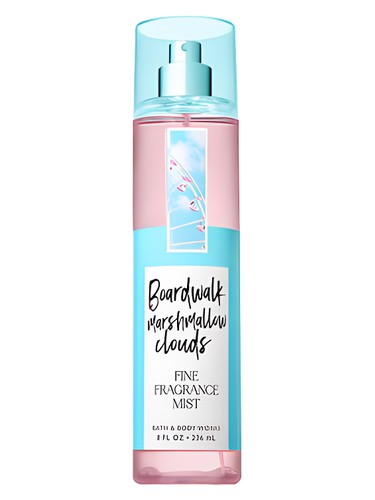 Boardwalk
marshmallow
clouds
FINE
FRAGRANCE
MIST
BATH & BODY WORKS
8 FL OZ • 236 mL